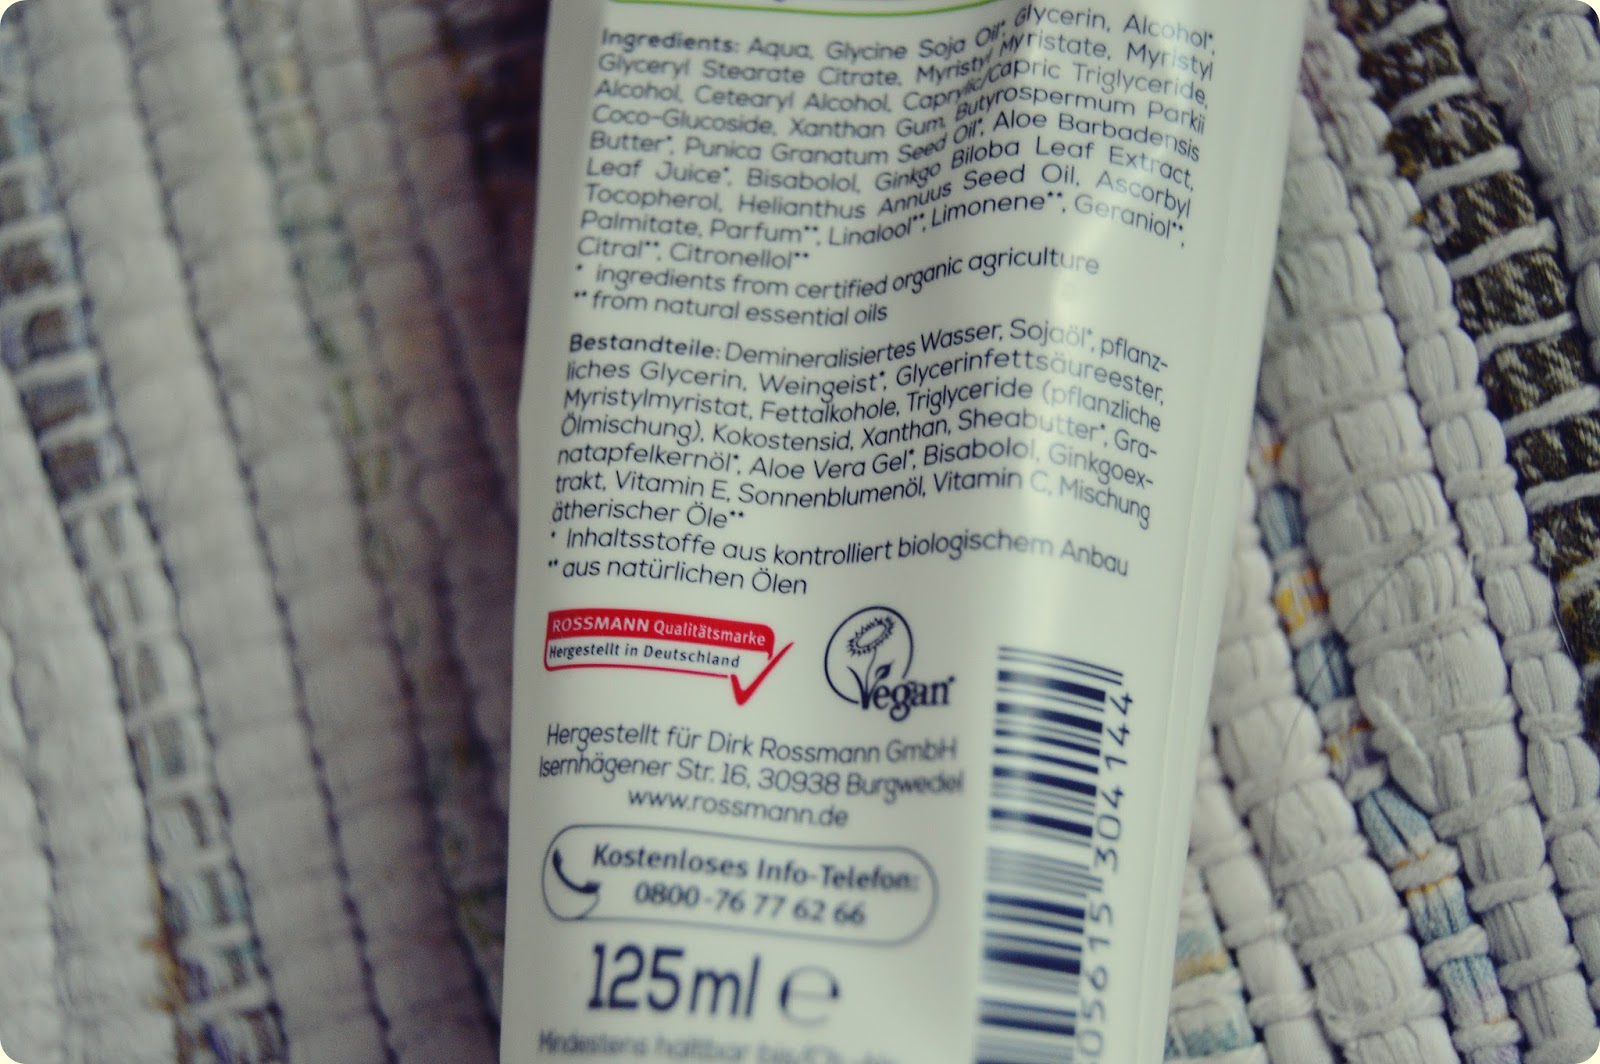 Ingredients: Aqua, Glycine Soja Oil*, Glycerin, Alcohol*,
Glyceryl Stearate Citrate, Myristyl Myristate, Myristyl
Alcohol, Cetearyl Alcohol, Caprylic/Capric Triglyceride,
Coco-Glucoside, Xanthan Gum, Butyrospermum Parkii
Butter*, Punica Granatum Seed Oil*, Aloe Barbadensis
Leaf Juice*, Bisabolol, Ginkgo Biloba Leaf Extract,
Tocopherol, Helianthus Annuus Seed Oil, Ascorbyl
Palmitate, Parfum**, Linalool**, Limonene**, Geraniol**,
Citral**, Citronellol**
* ingredients from certified organic agriculture
** from natural essential oils
Bestandteile: Demineralisiertes Wasser, Sojaöl*, pflanz-
liches Glycerin, Weingeist*, Glycerinfettsäureester,
Myristylmyristat, Fettalkohole, Triglyceride (pflanzliche
Ölmischung), Kokostensid, Xanthan, Sheabutter*, Gra-
natapfelkernöl*, Aloe Vera Gel*, Bisabolol, Ginkgoex-
trakt, Vitamin E, Sonnenblumenöl, Vitamin C, Mischung
ätherischer Öle**
* Inhaltsstoffe aus kontrolliert biologischem Anbau
** aus natürlichen Ölen
ROSSMANN Qualitätsmarke
Hergestellt in Deutschland
Vegan
Hergestellt für Dirk Rossmann GmbH
Isernhägener Str. 16, 30938 Burgwedel
www.rossmann.de
Kostenloses Info-Telefon:
0800-76 77 62 66
125 ml e
Mindestens haltbar bis
305615 304144